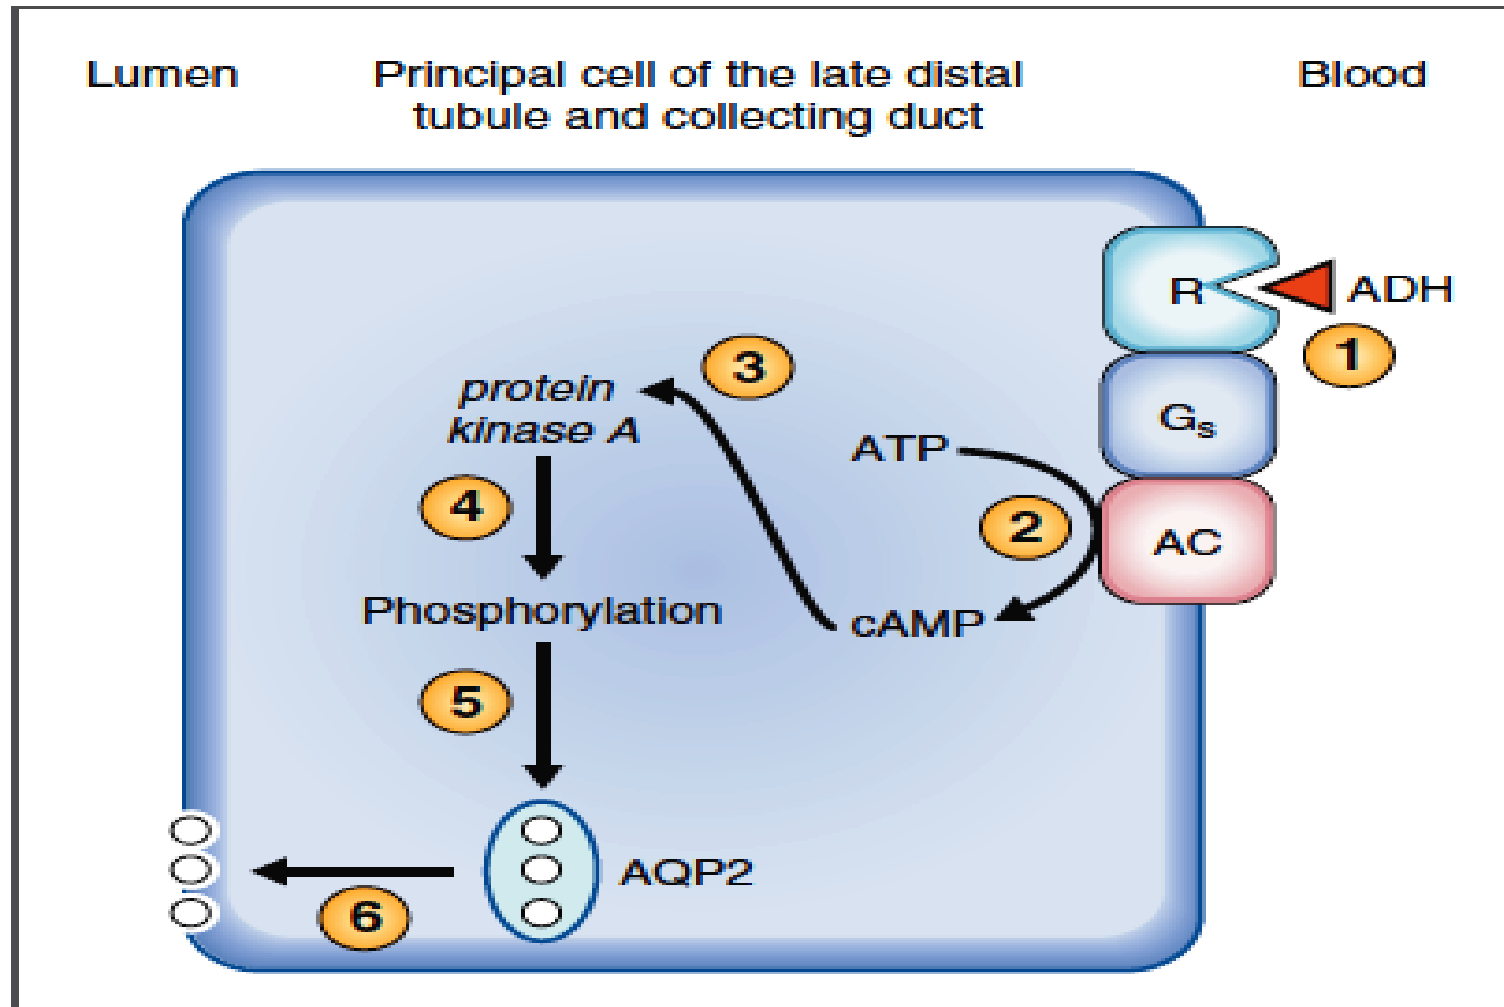 Lumen
Principal cell of the late distal
tubule and collecting duct
Blood
R
ADH
1
3
protein
kinase A
Gs
ATP
4
2
AC
Phosphorylation
cAMP
5
AQP2
6